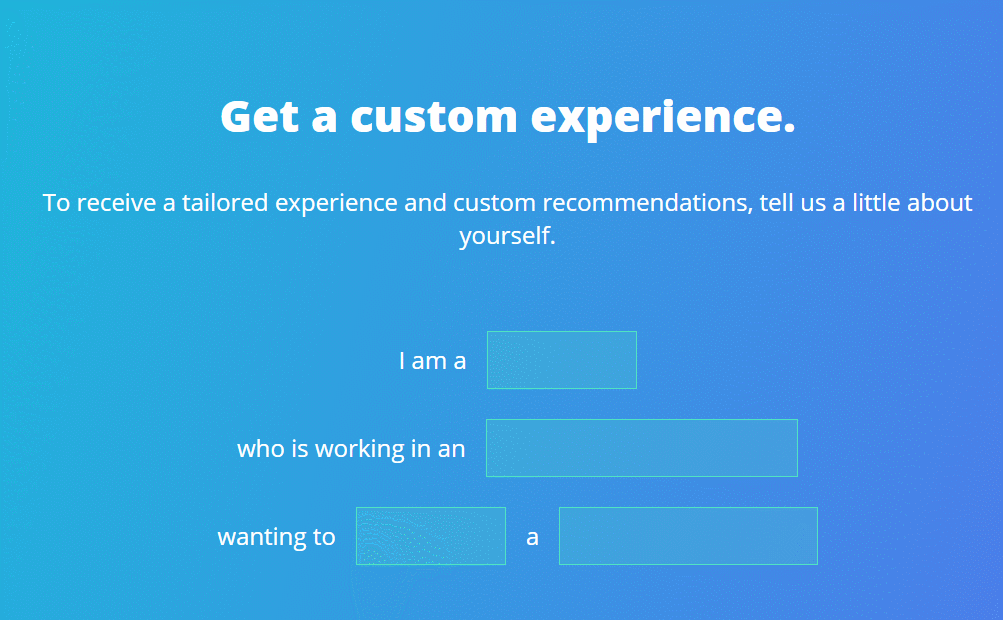 Get a custom experience.
To receive a tailored experience and custom recommendations, tell us a little about
yourself.
I am a
who is working in an
wanting to a